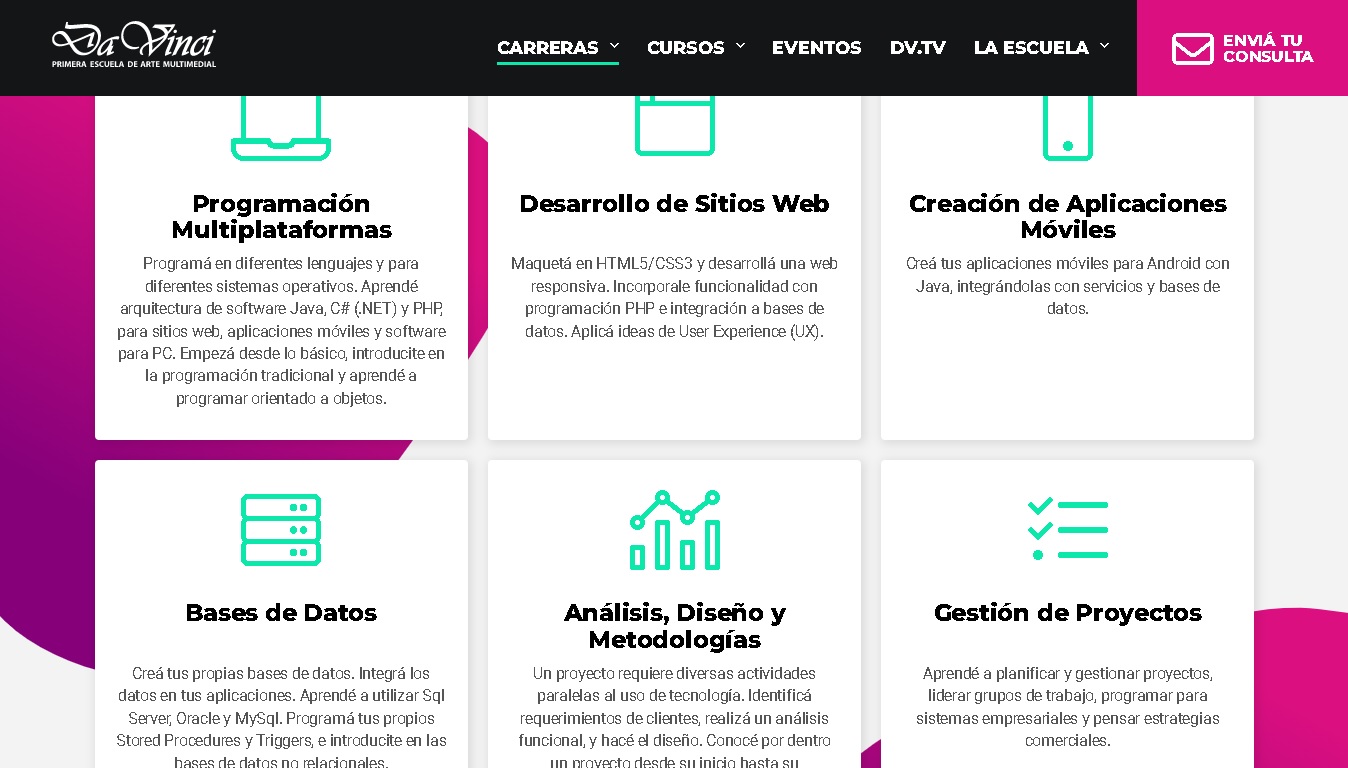 Da Vinci
PRIMERA ESCUELA DE ARTE MULTIMEDIAL
CARRERAS
CURSOS
EVENTOS
DV.TV
LA ESCUELA
ENVIÁ TU
CONSULTA
Programación
Multiplataformas
Programá en diferentes lenguajes y para
diferentes sistemas operativos. Aprendé
arquitectura de software Java, C# (.NET) y PHP,
para sitios web, aplicaciones móviles y software
para PC. Empezá desde lo básico, introducite en
la programación tradicional y aprendé a
programar orientado a objetos.
Desarrollo de Sitios Web
Maquetá en HTML5/CSS3 y desarrollá una web
responsiva. Incorporale funcionalidad con
programación PHP e integración a bases de
datos. Aplicá ideas de User Experience (UX).
Creación de Aplicaciones
Móviles
Creá tus aplicaciones móviles para Android con
Java, integrándolas con servicios y bases de
datos.
Bases de Datos
Creá tus propias bases de datos. Integrá los
datos en tus aplicaciones. Aprendé a utilizar Sql
Server, Oracle y MySql. Programá tus propios
Stored Procedures y Triggers, e introducite en las
bases de datos no relacionales.
Análisis, Diseño y
Metodologías
Un proyecto requiere diversas actividades
paralelas al uso de tecnología. Identificá
requerimientos de clientes, realizá un análisis
funcional, y hacé el diseño. Conocé por dentro
un proyecto desde su inicio hasta su
Gestión de Proyectos
Aprendé a planificar y gestionar proyectos,
liderar grupos de trabajo, programar para
sistemas empresariales y pensar estrategias
comerciales.